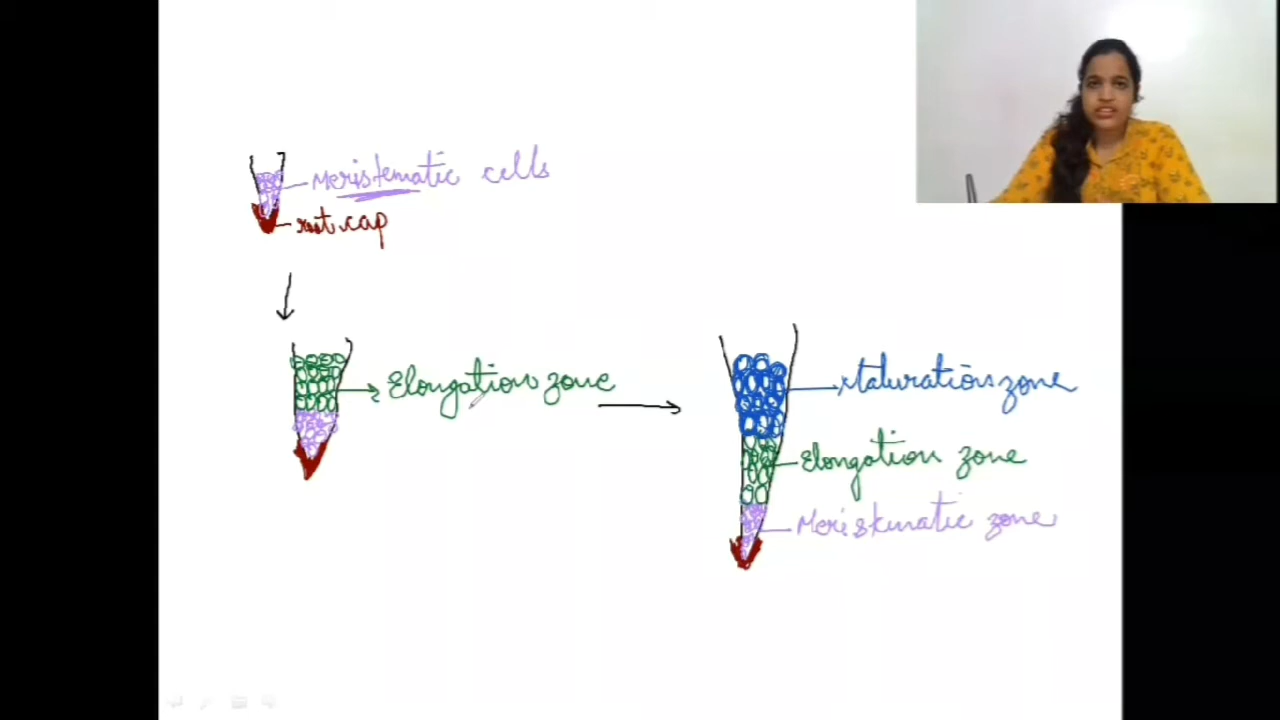 Meristematic cells
root cap
Elongation zone
Maturation zone
Elongation zone
Meristematic zone